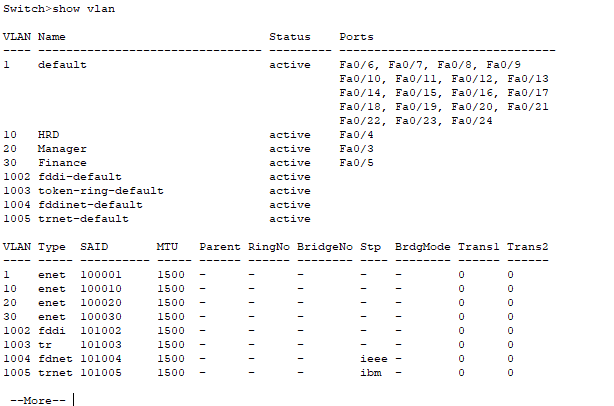 Switch>show vlan
VLAN Name                             Status    Ports
---- -------------------------------- --------- -------------------------------
1    default                          active    Fa0/6, Fa0/7, Fa0/8, Fa0/9
                                                Fa0/10, Fa0/11, Fa0/12, Fa0/13
                                                Fa0/14, Fa0/15, Fa0/16, Fa0/17
                                                Fa0/18, Fa0/19, Fa0/20, Fa0/21
                                                Fa0/22, Fa0/23, Fa0/24
10   HRD                              active    Fa0/4
20   Manager                          active    Fa0/3
30   Finance                          active    Fa0/5
1002 fddi-default                     active
1003 token-ring-default               active
1004 fddinet-default                  active
1005 trnet-default                    active
VLAN Type  SAID       MTU   Parent RingNo BridgeNo Stp  BrdgMode Trans1 Trans2
---- ----- ---------- ----- ------ ------ -------- ---- -------- ------ ------
1    enet  100001     1500  -      -      -        -    -        0      0
10   enet  100010     1500  -      -      -        -    -        0      0
20   enet  100020     1500  -      -      -        -    -        0      0
30   enet  100030     1500  -      -      -        -    -        0      0
1002 fddi  101002     1500  -      -      -        -    -        0      0
1003 tr    101003     1500  -      -      -        -    -        0      0
1004 fdnet 101004     1500  -      -      -        ieee -        0      0
1005 trnet 101005     1500  -      -      -        ibm  -        0      0
 --More--